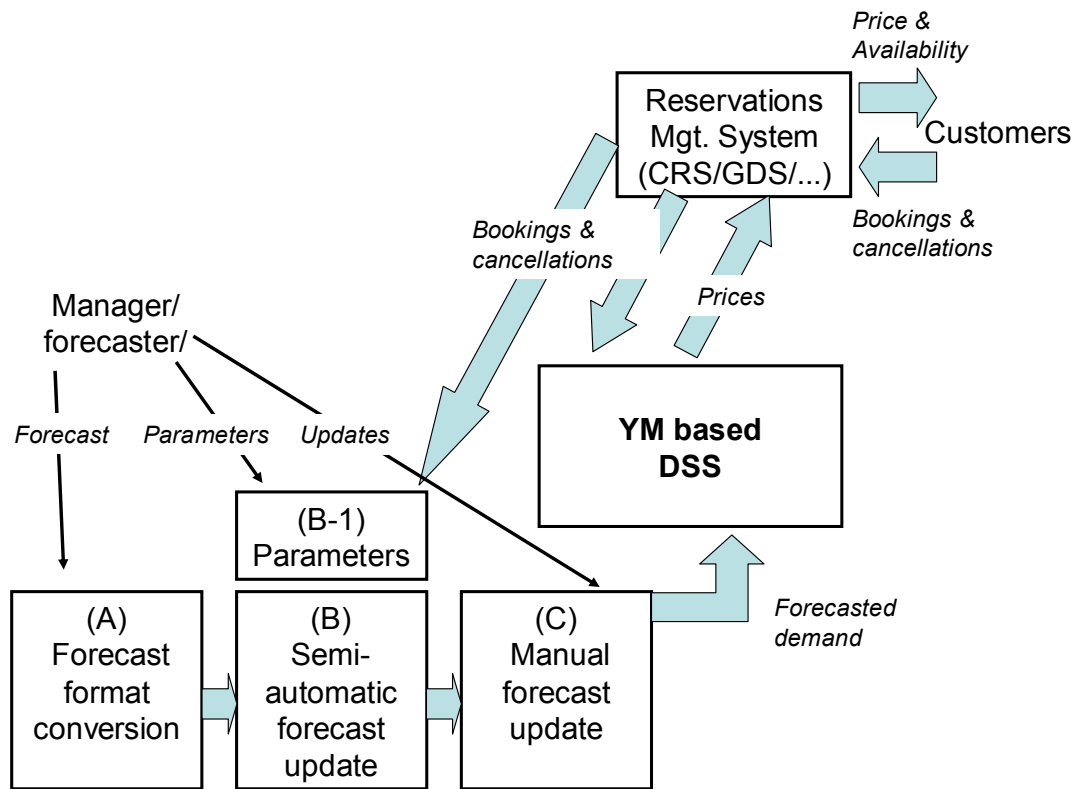 Price &
Availability
Reservations
Mgt. System
(CRS/GDS/...)
Customers
Bookings &
cancellations
Bookings &
cancellations
Prices
Manager/
forecaster/
Forecast
Parameters
Updates
YM based
DSS
(B-1)
Parameters
(A)
Forecast
format
conversion
(B)
Semi-
automatic
forecast
update
(C)
Manual
forecast
update
Forecasted
demand